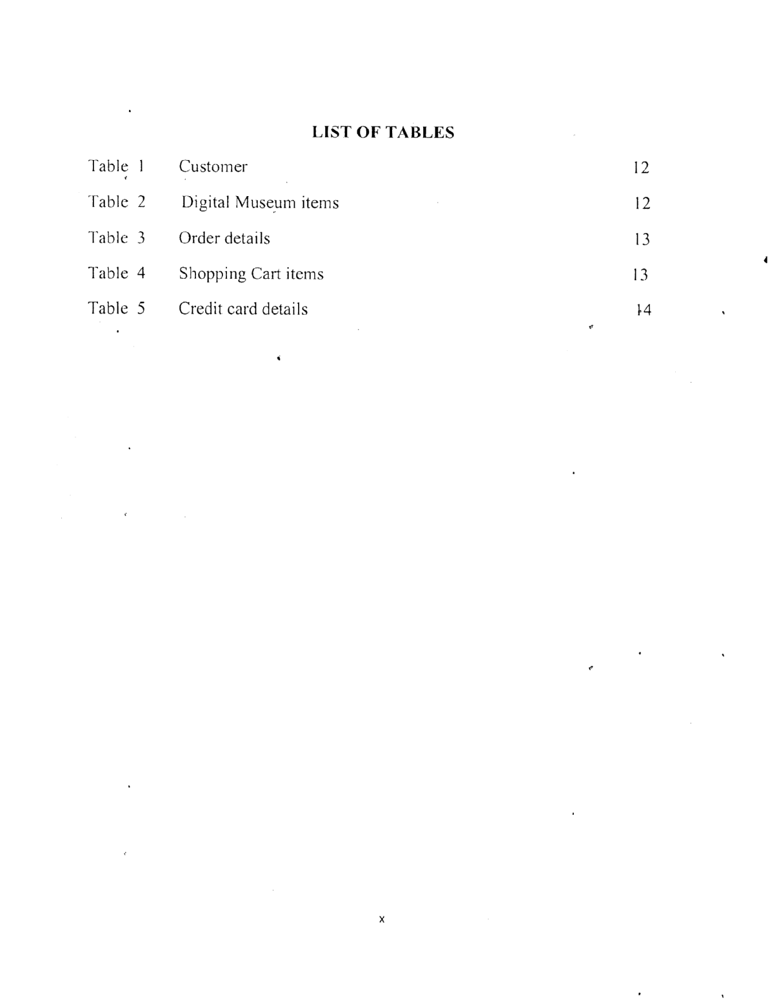 LIST OF TABLES
Table 1 Customer 12
Table 2 Digital Museum items 12
Table 3 Order details 13
Table 4 Shopping Cart items 13
Table 5 Credit card details 14
x